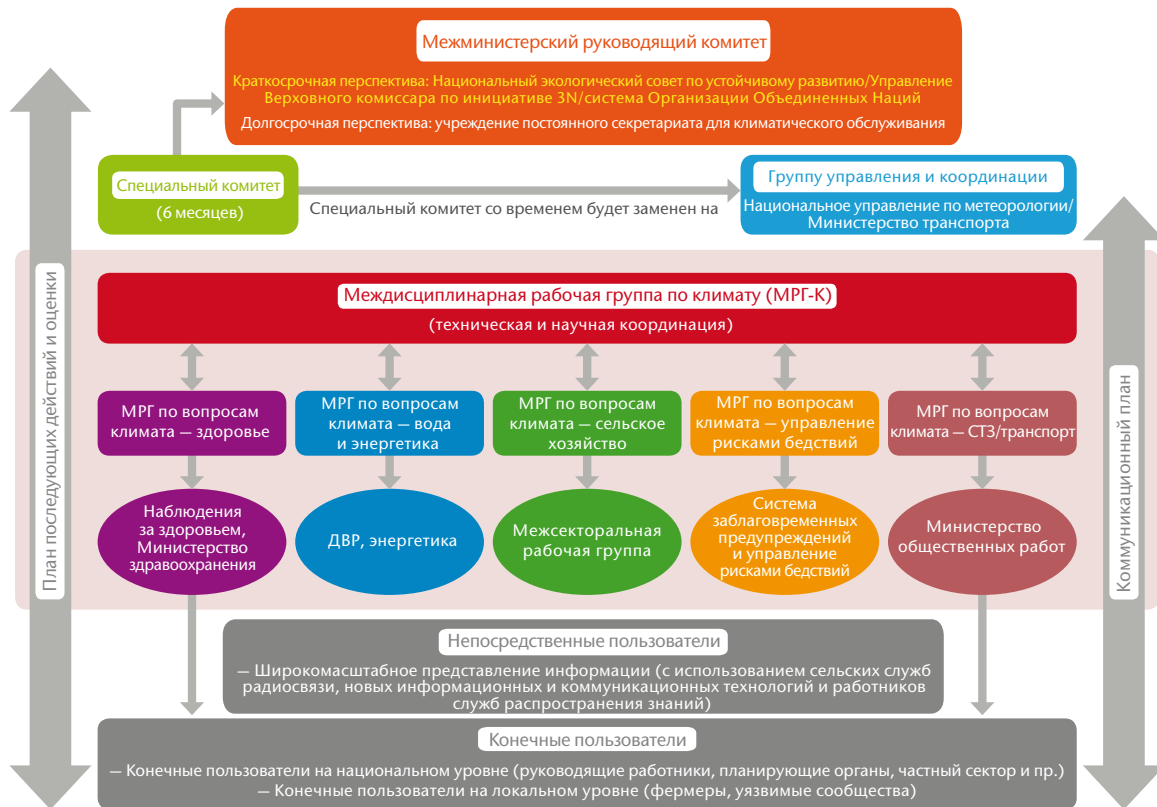 Межминистерский руководящий комитет
Краткосрочная перспектива: Национальный экологический совет по устойчивому развитию/Управление
Верховного комиссара по инициативе 3N/система Организации Объединенных Наций
Долгосрочная перспектива: учреждение постоянного секретариата для климатического обслуживания
Специальный комитет
(6 месяцев)
Специальный комитет со временем будет заменен на
Группу управления и координации
Национальное управление по метеорологии/
Министерство транспорта
План последующих действий и оценки
Коммуникационный план
Междисциплинарная рабочая группа по климату (МРГ-К)
(техническая и научная координация)
МРГ по вопросам
климата — здоровье
МРГ по вопросам
климата — вода
и энергетика
МРГ по вопросам
климата — сельское
хозяйство
МРГ по вопросам
климата — управление
рисками бедствий
МРГ по вопросам
климата — СТЗ/транспорт
Наблюдения
за здоровьем,
Министерство
здравоохранения
ДВР, энергетика
Межсекторальная
рабочая группа
Система
заблаговременных
предупреждений
и управление
рисками бедствий
Министерство
общественных работ
Непосредственные пользователи
— Широкомасштабное представление информации (с использованием сельских служб
радиосвязи, новых информационных и коммуникационных технологий и работников
служб распространения знаний)
Конечные пользователи
— Конечные пользователи на национальном уровне (руководящие работники, планирующие органы, частный сектор и пр.)
— Конечные пользователи на локальном уровне (фермеры, уязвимые сообщества)